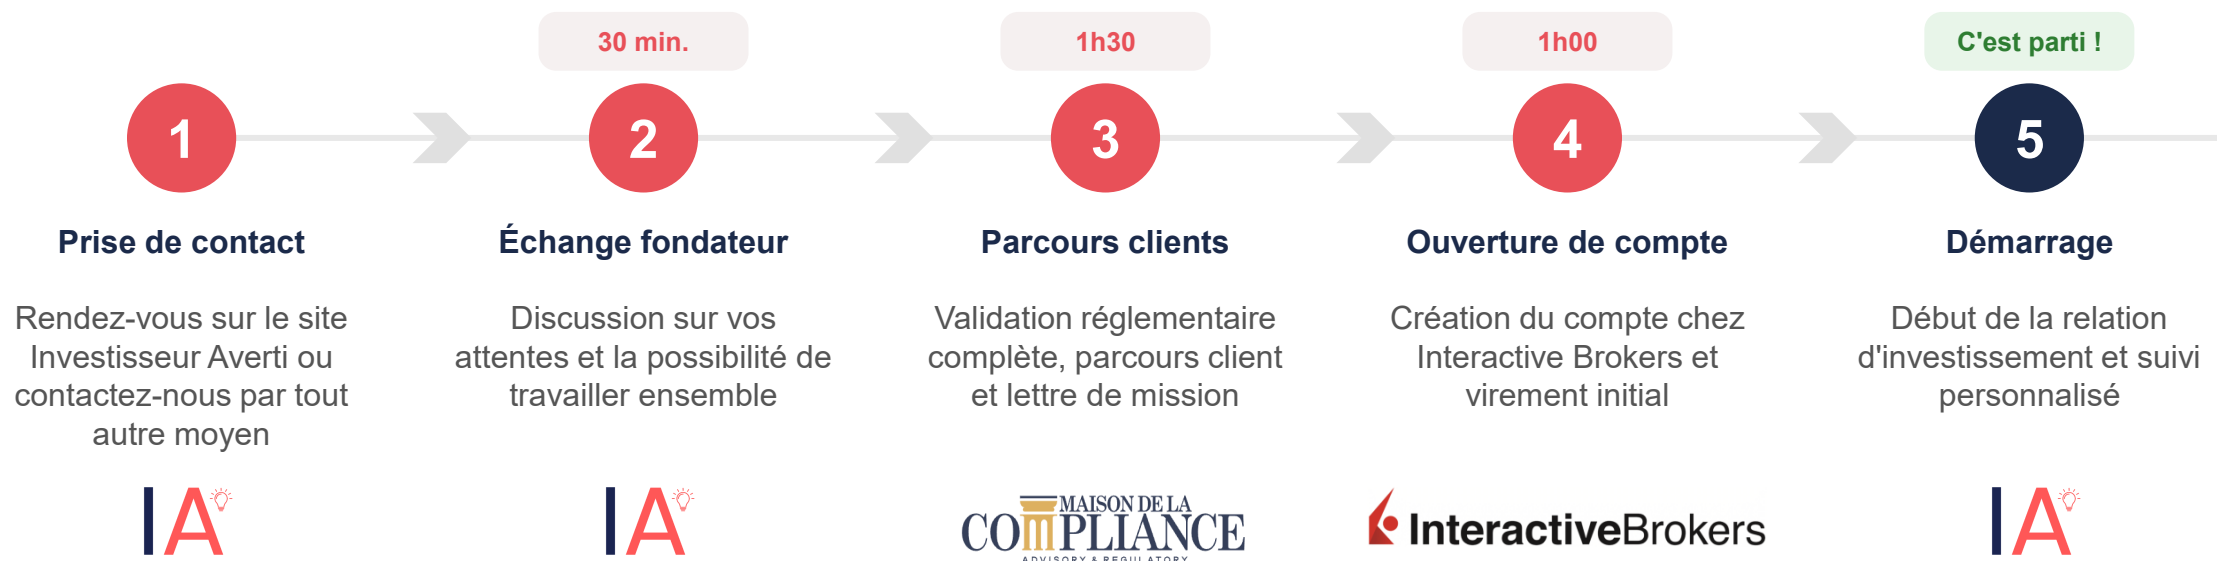 30 min.
1h30
1h00
C'est parti !
1
2
3
4
5
Prise de contact
Échange fondateur
Parcours clients
Ouverture de compte
Démarrage
Rendez-vous sur le site
Investisseur Averti ou
contactez-nous par tout
autre moyen
Discussion sur vos
attentes et la possibilité de
travailler ensemble
Validation réglementaire
complète, parcours client
et lettre de mission
Création du compte chez
Interactive Brokers et
virement initial
Début de la relation
d'investissement et suivi
personnalisé
IA
IA
MAISON DE LA
COMPLIANCE
ADVISORY & REGULATORY
InteractiveBrokers
IA